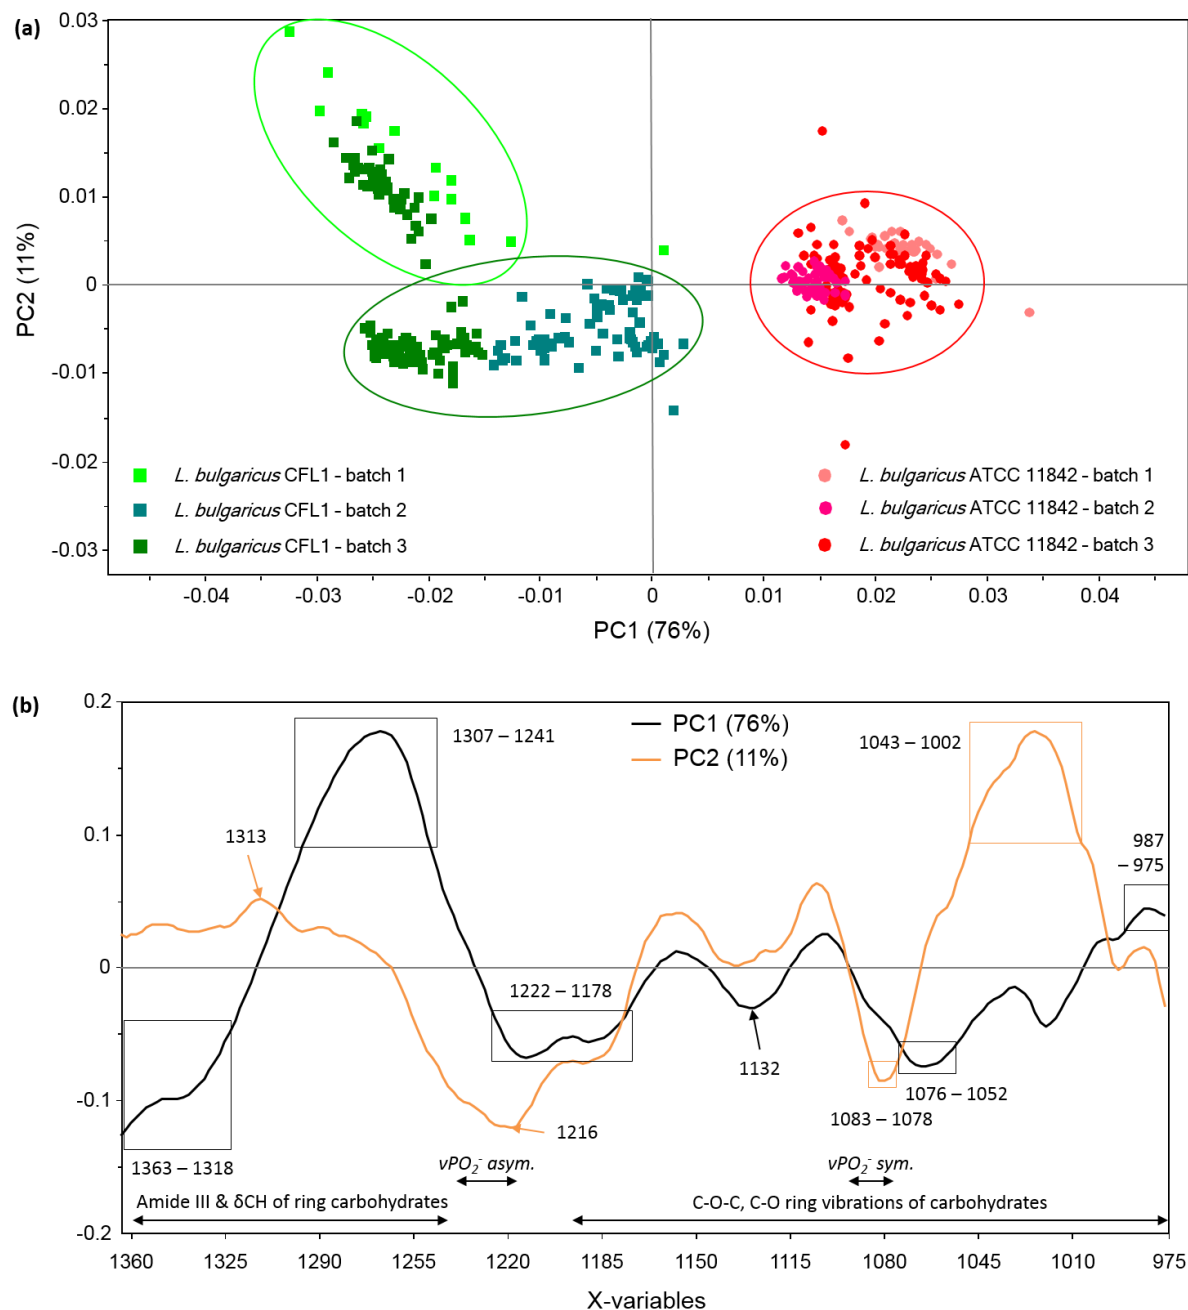 (a)
0.03
0.02
0.01
0
-0.01
-0.02
-0.03
PC2 (11%)
L. bulgaricus CFL1 - batch 1
L. bulgaricus CFL1 - batch 2
L. bulgaricus CFL1 - batch 3
L. bulgaricus ATCC 11842 - batch 1
L. bulgaricus ATCC 11842 - batch 2
L. bulgaricus ATCC 11842 - batch 3
-0.04 -0.03 -0.02 -0.01 0 0.01 0.02 0.03 0.04
PC1 (76%)
(b)
0.2
0.1
0
-0.1
-0.2
PC1 (76%)
PC2 (11%)
1307 – 1241
1043 – 1002
1313
987
– 975
1222 – 1178
1132
1076 – 1052
1083 – 1078
1216
1363 – 1318
νPO₂⁻ asym.
νPO₂⁻ sym.
Amide III & δCH of ring carbohydrates
C-O-C, C-O ring vibrations of carbohydrates
1360 1325 1290 1255 1220 1185 1150 1115 1080 1045 1010 975
X-variables